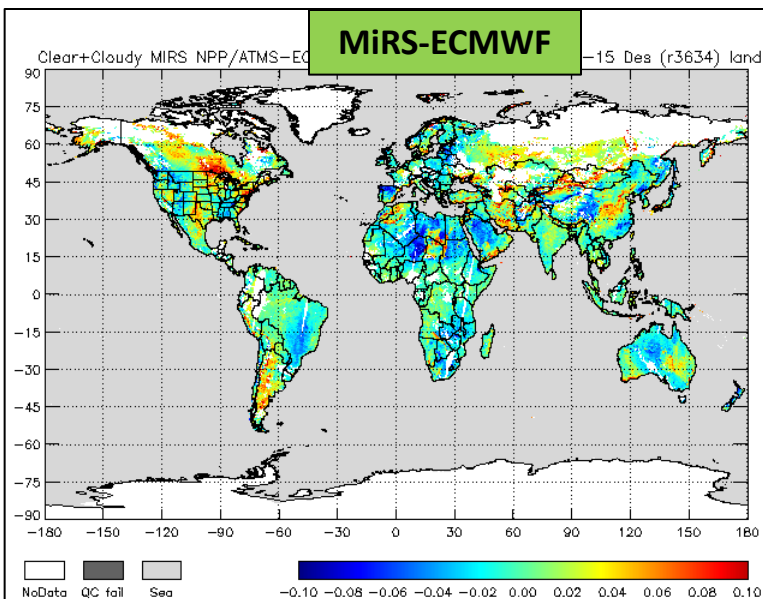 MiRS-ECMWF
Clear+Cloudy MIRS NPP/ATMS-EC
-15 Des (r3634) land
90
75
60
45
30
15
0
-15
-30
-45
-60
-75
-90
-180 -150 -120 -90 -60 -30 0 30 60 90 120 150 180
NoData QC fail Sea
-0.10 -0.08 -0.06 -0.04 -0.02 0.00 0.02 0.04 0.06 0.08 0.10